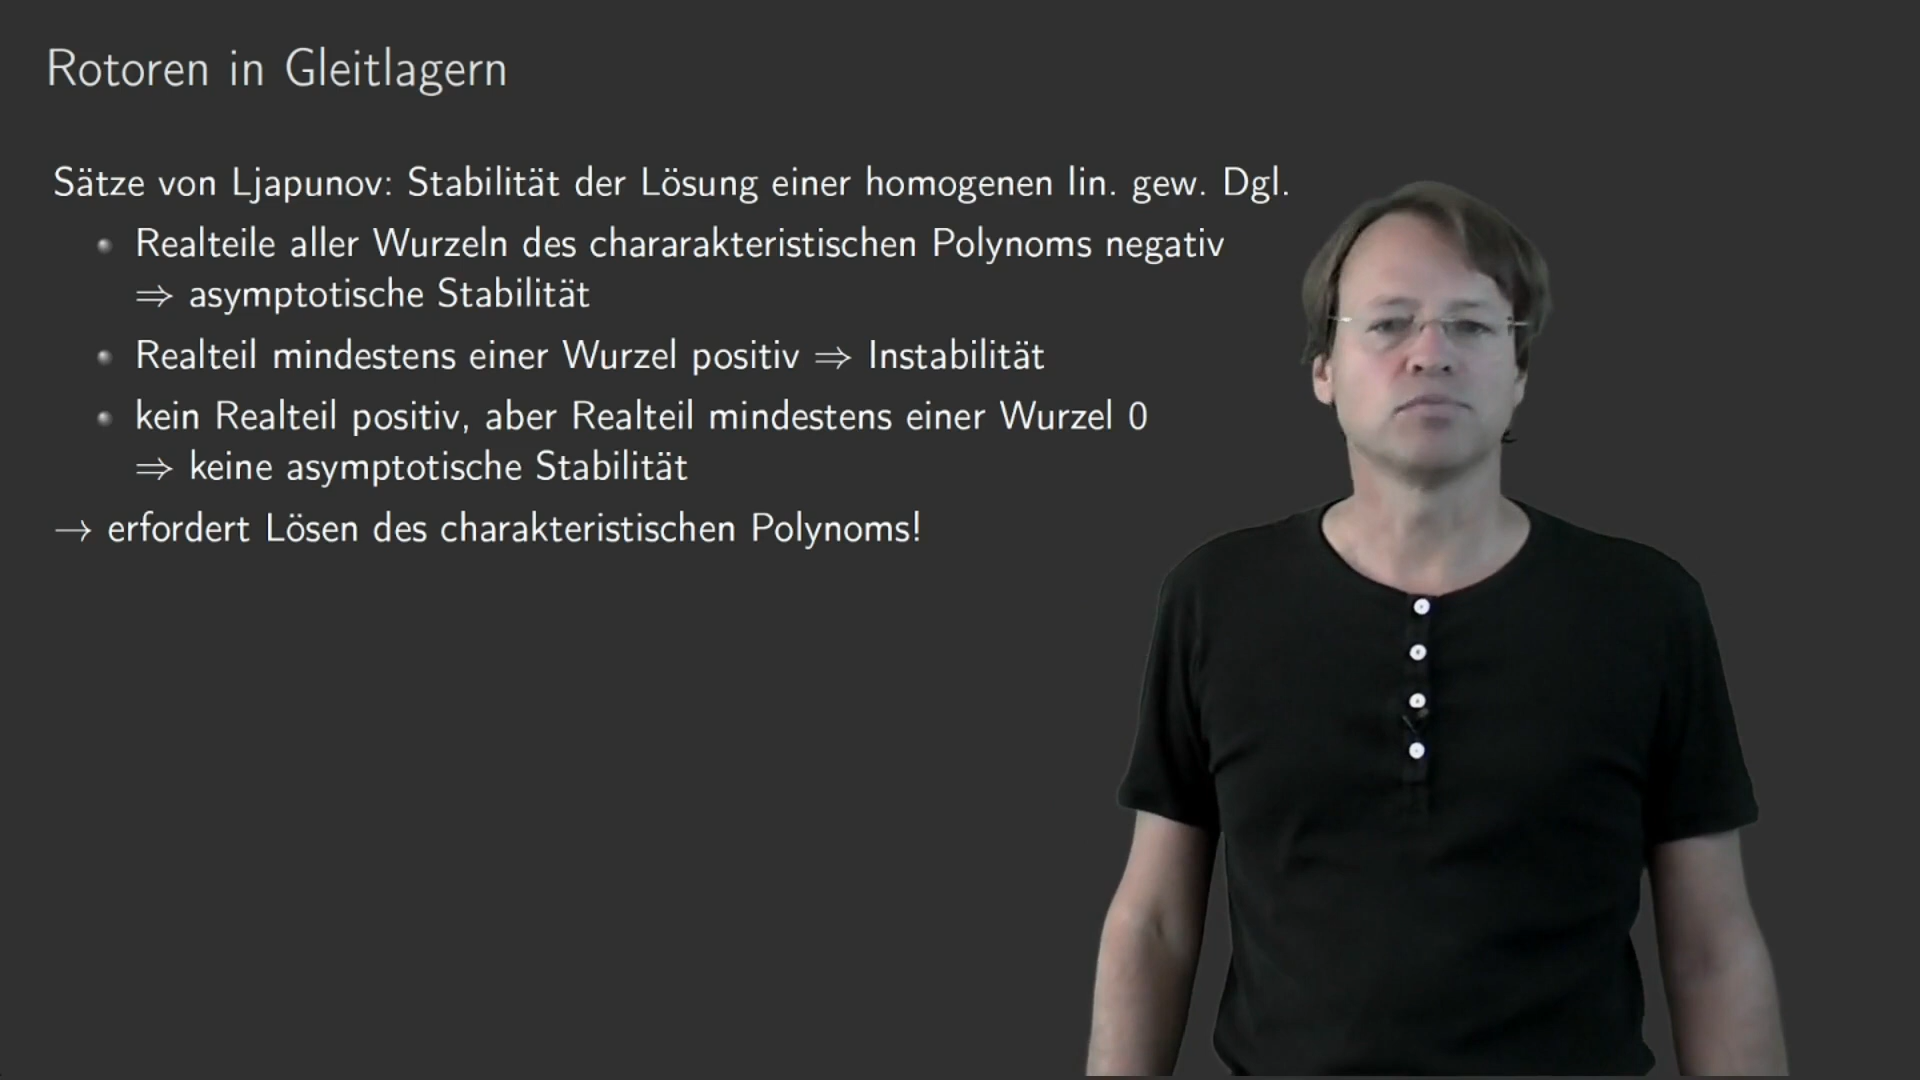 Rotoren in Gleitlagern
Sätze von Ljapunov: Stabilität der Lösung einer homogenen lin. gew. Dgl.
Realteile aller Wurzeln des chararakteristischen Polynoms negativ
⇒ asymptotische Stabilität
Realteil mindestens einer Wurzel positiv ⇒ Instabilität
kein Realteil positiv, aber Realteil mindestens einer Wurzel 0
⇒ keine asymptotische Stabilität
→ erfordert Lösen des charakteristischen Polynoms!